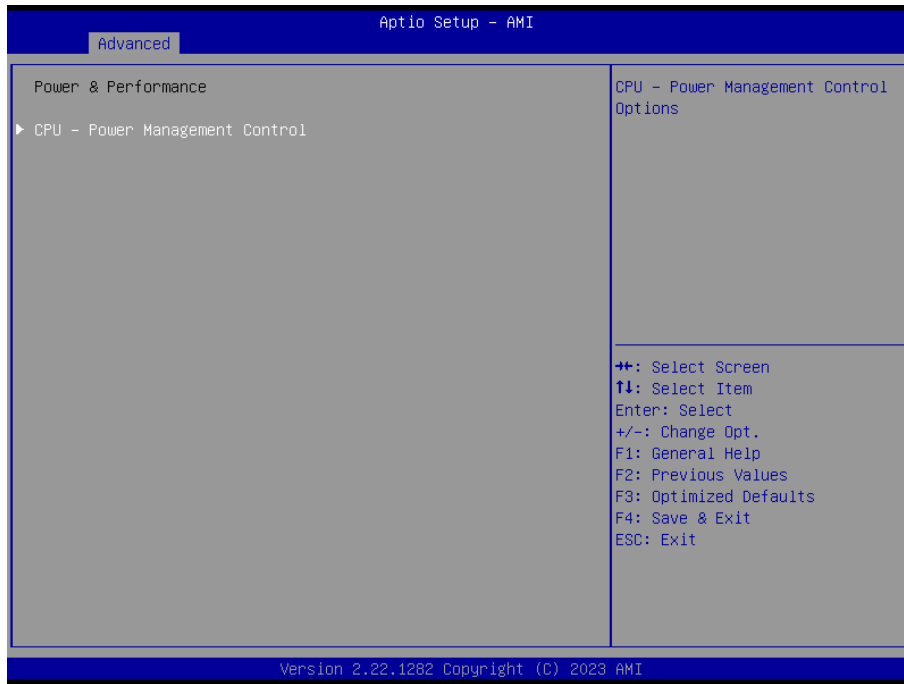 Aptio Setup – AMI
Advanced
Power & Performance
▶ CPU – Power Management Control
CPU – Power Management Control
Options
→←: Select Screen
↑↓: Select Item
Enter: Select
+/-: Change Opt.
F1: General Help
F2: Previous Values
F3: Optimized Defaults
F4: Save & Exit
ESC: Exit
Version 2.22.1282 Copyright (C) 2023 AMI